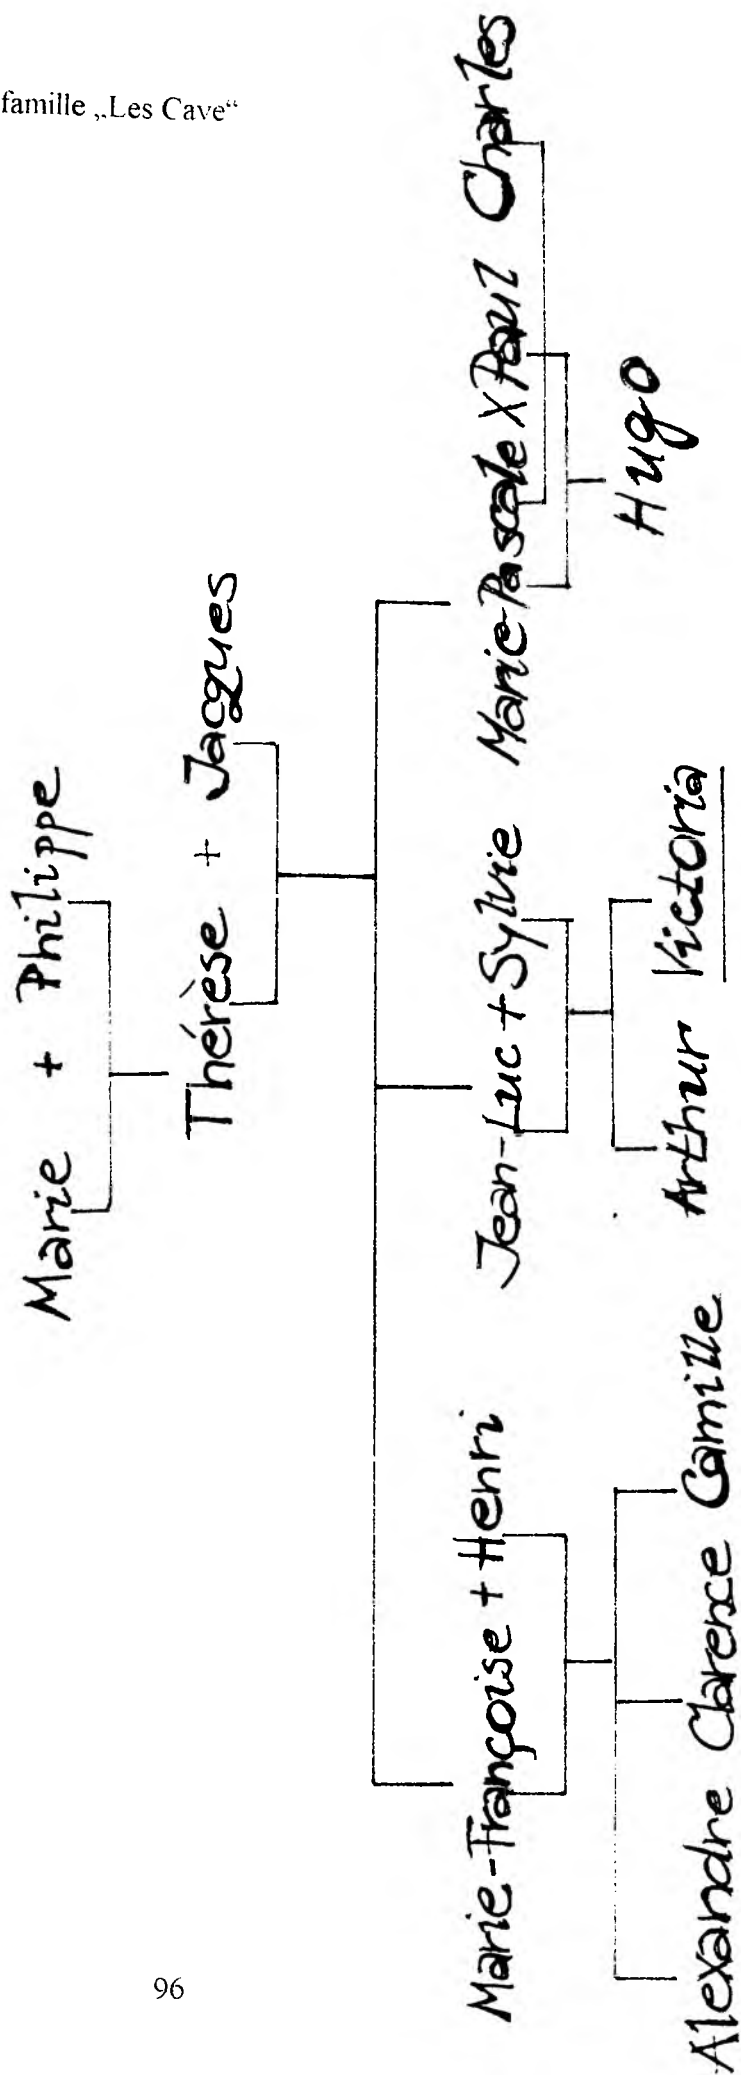 famille „Les Cave“
Marie + Philippe
Thérèse + Jacques
Marie-Françoise + Henri Jean-Luc + Sylvie Marie-Pascale X Paul Charles
Alexandre Clarence Camille Arthur Victoria Hugo
96